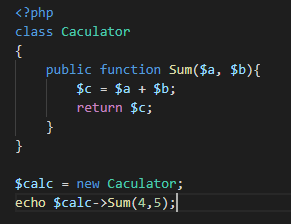 <?php
class Caculator
{
    public function Sum($a, $b){
        $c = $a + $b;
        return $c;
    }
}

$calc = new Caculator;
echo $calc->Sum(4,5);